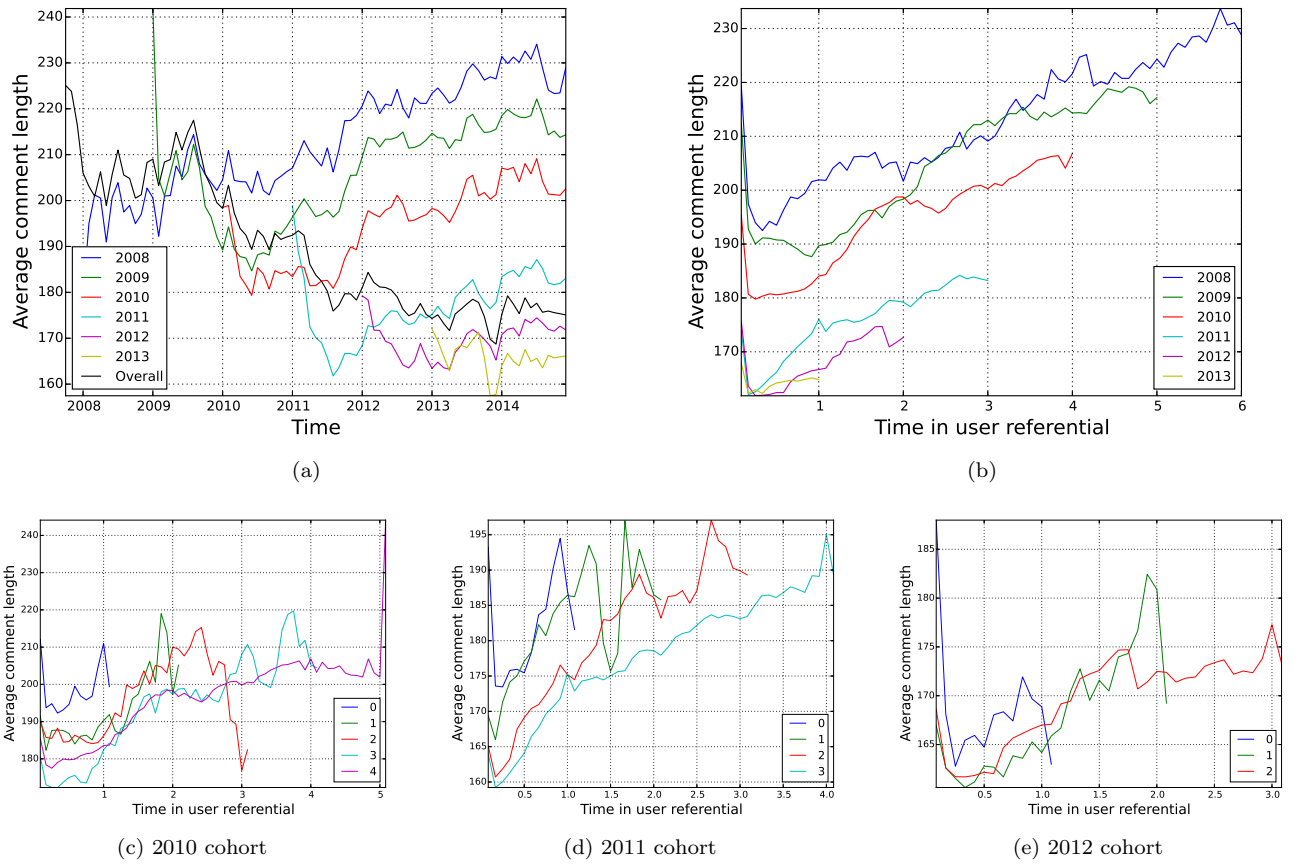 240
230
220
210
200
190
180
170
160
Average comment length
2008
2009
2010
2011
2012
2013
Overall
2008 2009 2010 2011 2012 2013 2014
Time
(a)
230
220
210
200
190
180
170
Average comment length
2008
2009
2010
2011
2012
2013
1 2 3 4 5 6
Time in user referential
(b)
240
230
220
210
200
190
180
Average comment length
0
1
2
3
4
1 2 3 4 5
Time in user referential
(c) 2010 cohort
195
190
185
180
175
170
165
160
Average comment length
0
1
2
3
0.5 1.0 1.5 2.0 2.5 3.0 3.5 4.0
Time in user referential
(d) 2011 cohort
185
180
175
170
165
Average comment length
0
1
2
0.5 1.0 1.5 2.0 2.5 3.0
Time in user referential
(e) 2012 cohort